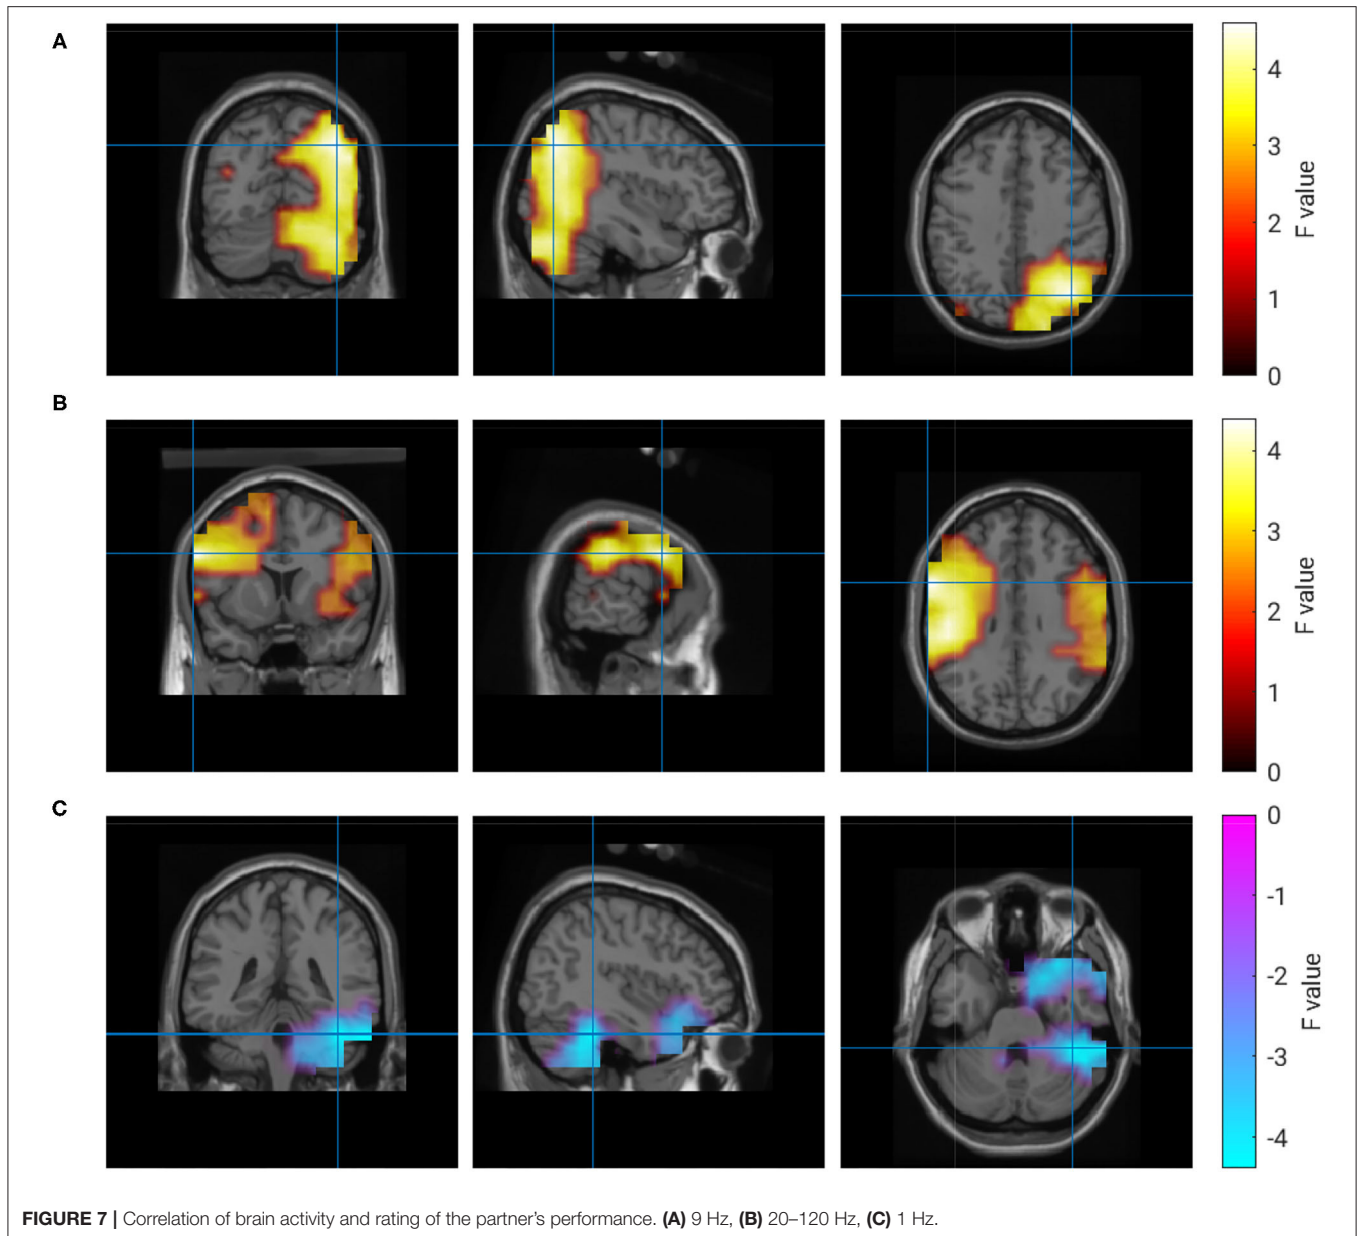 A
4
3
2
1
0
F value
B
4
3
2
1
0
F value
C
0
-1
-2
-3
-4
F value
FIGURE 7 | Correlation of brain activity and rating of the partner's performance. (A) 9 Hz, (B) 20–120 Hz, (C) 1 Hz.